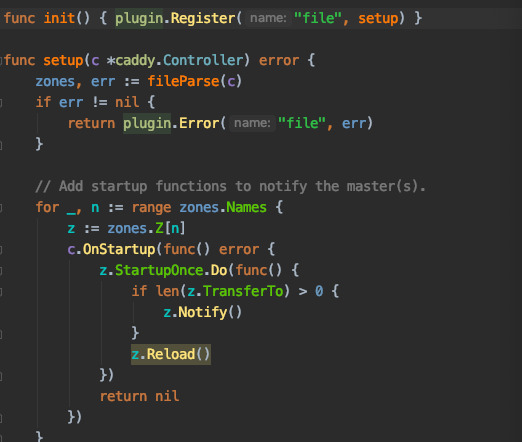 func init() { plugin.Register( name: "file", setup) }
func setup(c *caddy.Controller) error {
zones, err := fileParse(c)
if err != nil {
return plugin.Error( name: "file", err)
}
// Add startup functions to notify the master(s).
for _, n := range zones.Names {
z := zones.Z[n]
c.OnStartup(func() error {
z.StartupOnce.Do(func() {
if len(z.TransferTo) > 0 {
z.Notify()
}
z.Reload()
})
return nil
})
}